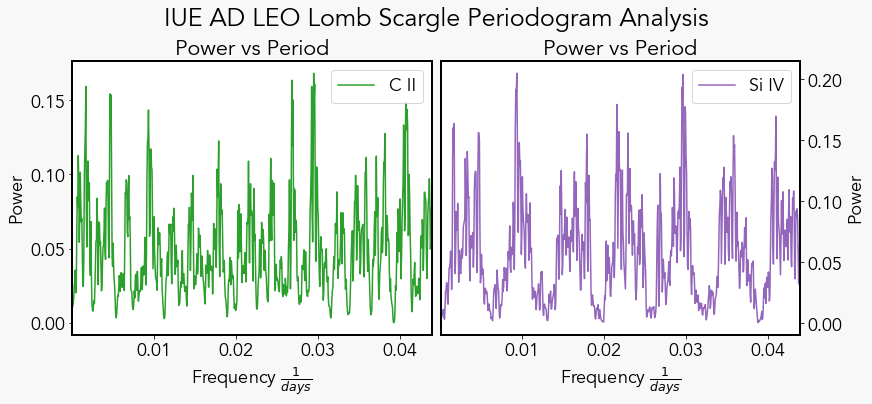 IUE AD LEO Lomb Scargle Periodogram Analysis
Power vs Period
Power vs Period
C II
Si IV
Power
0.15
0.10
0.05
0.00
0.01 0.02 0.03 0.04
Frequency 1/days
0.01 0.02 0.03 0.04
Frequency 1/days
0.20
0.15
0.10
0.05
0.00
Power